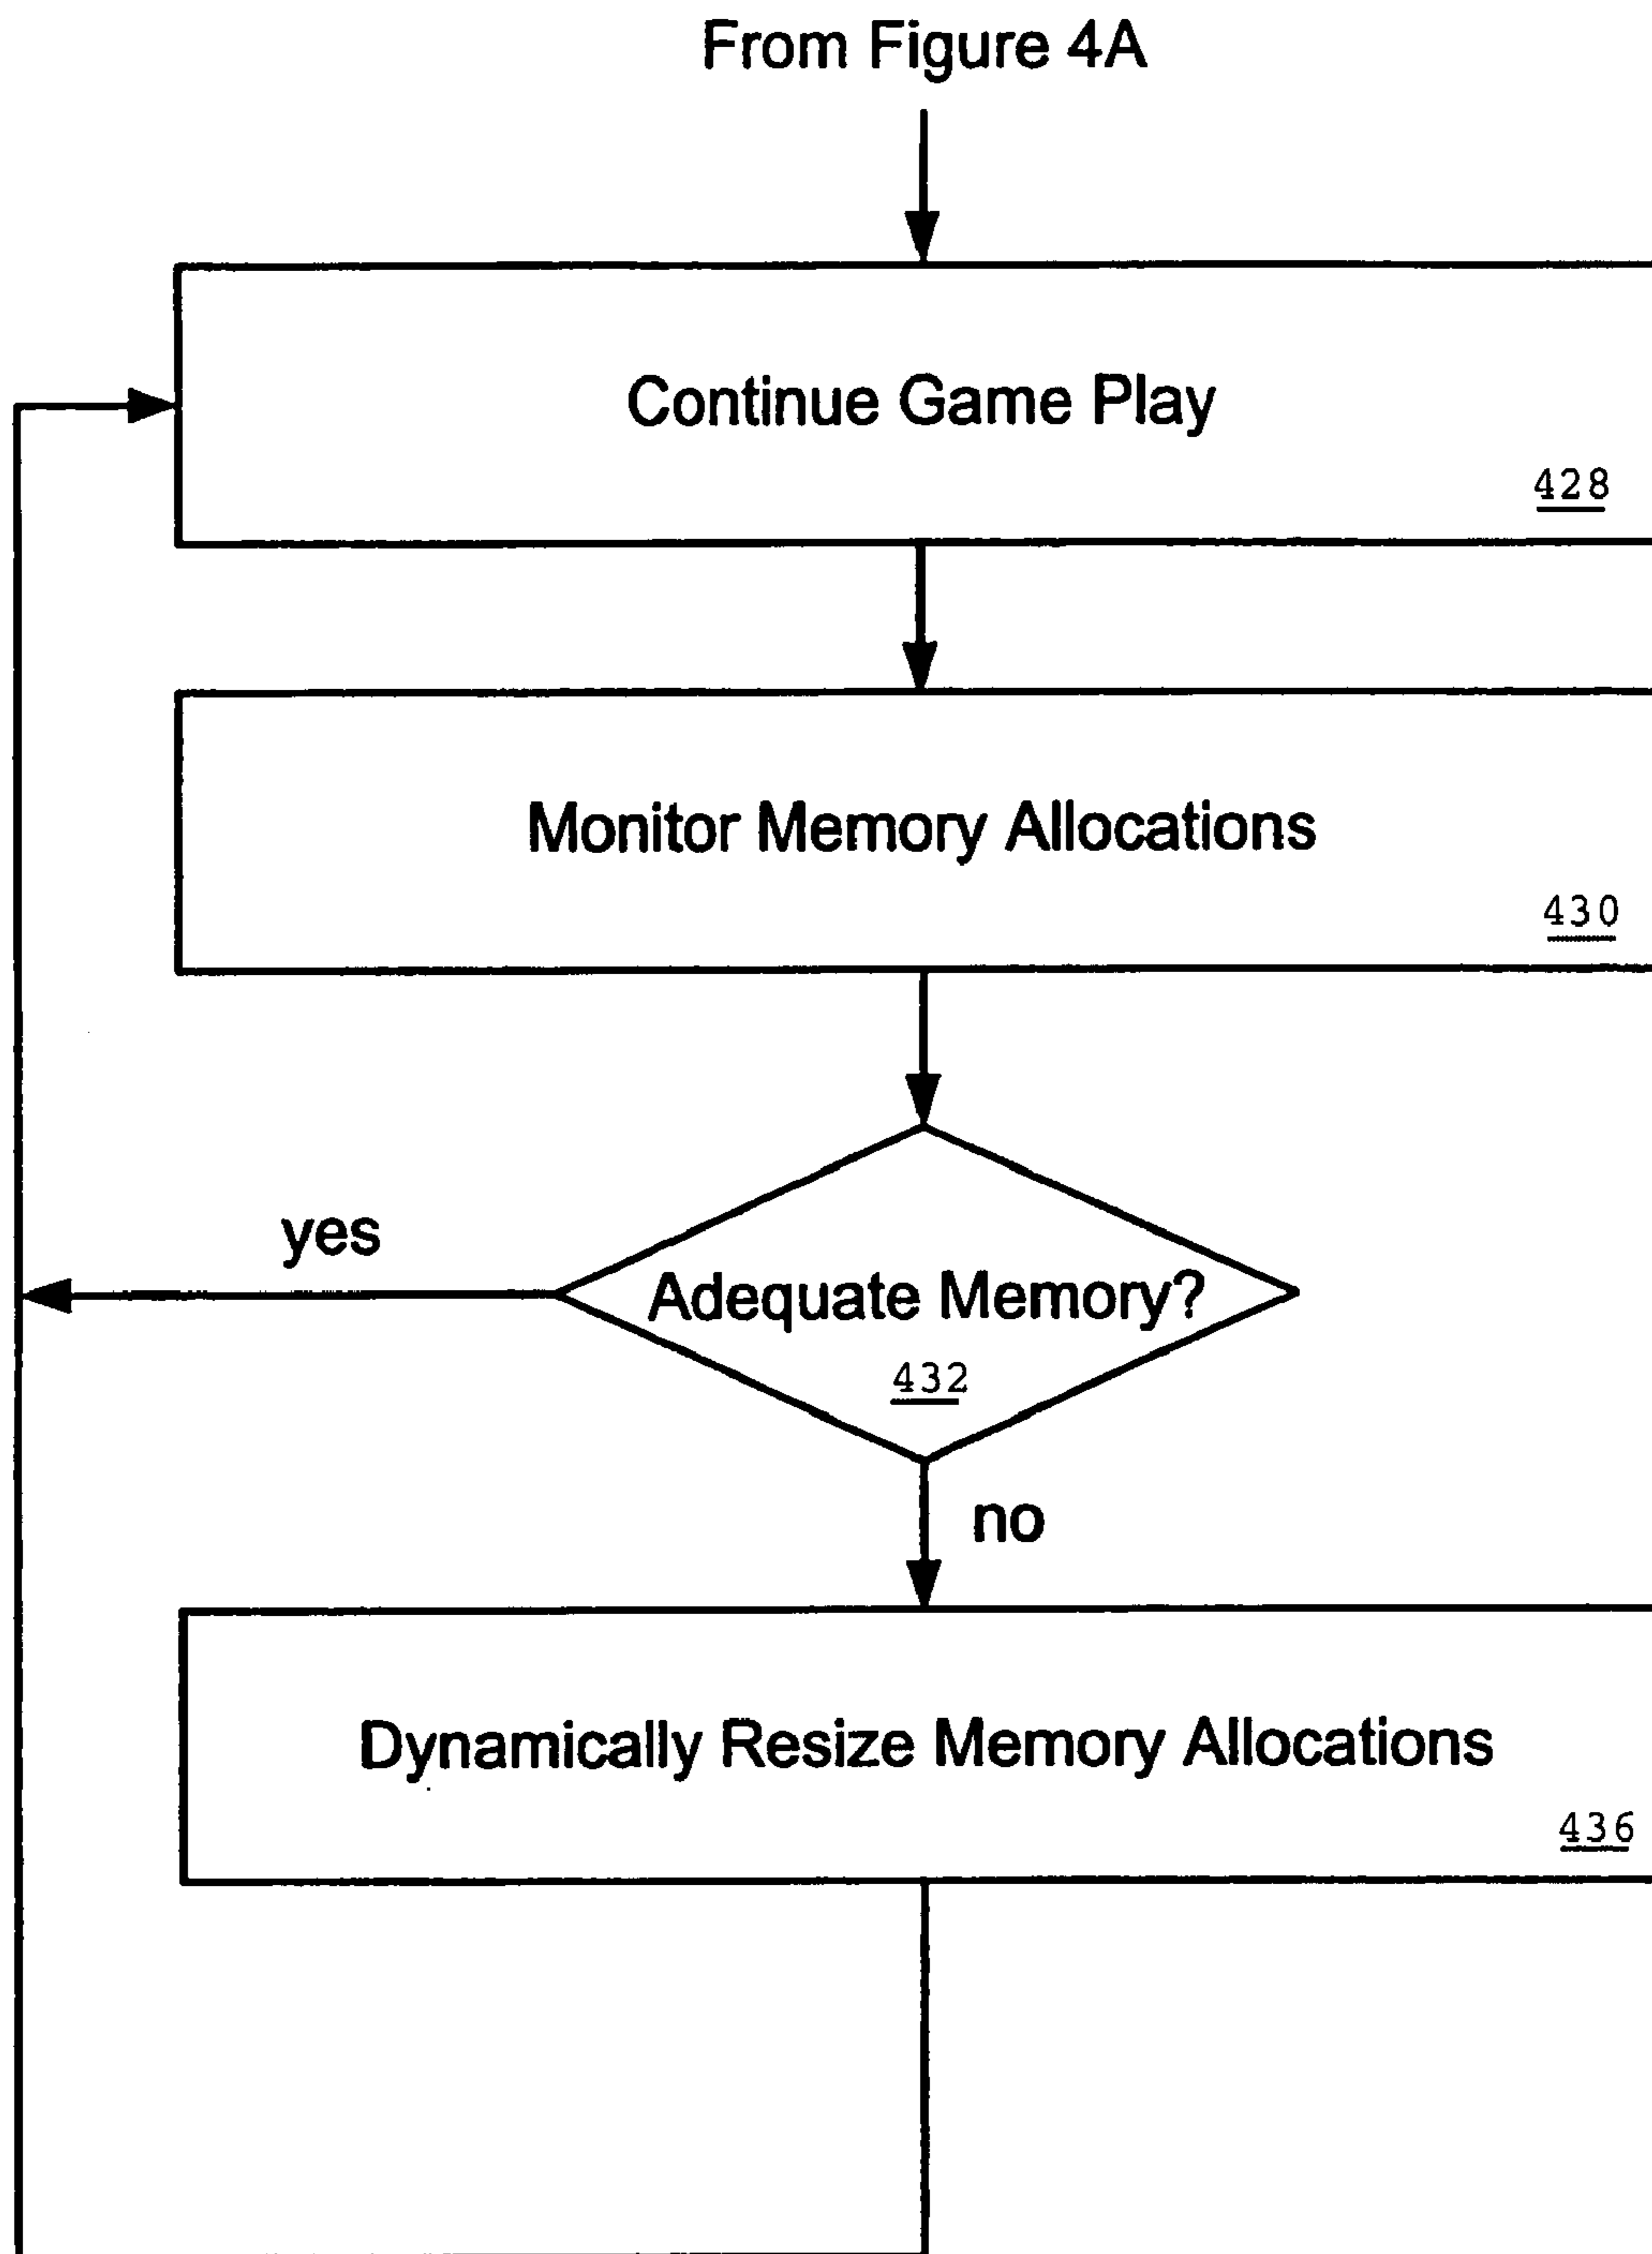 From Figure 4A
Continue Game Play
428
Monitor Memory Allocations
430
yes
Adequate Memory?
432
no
Dynamically Resize Memory Allocations
436